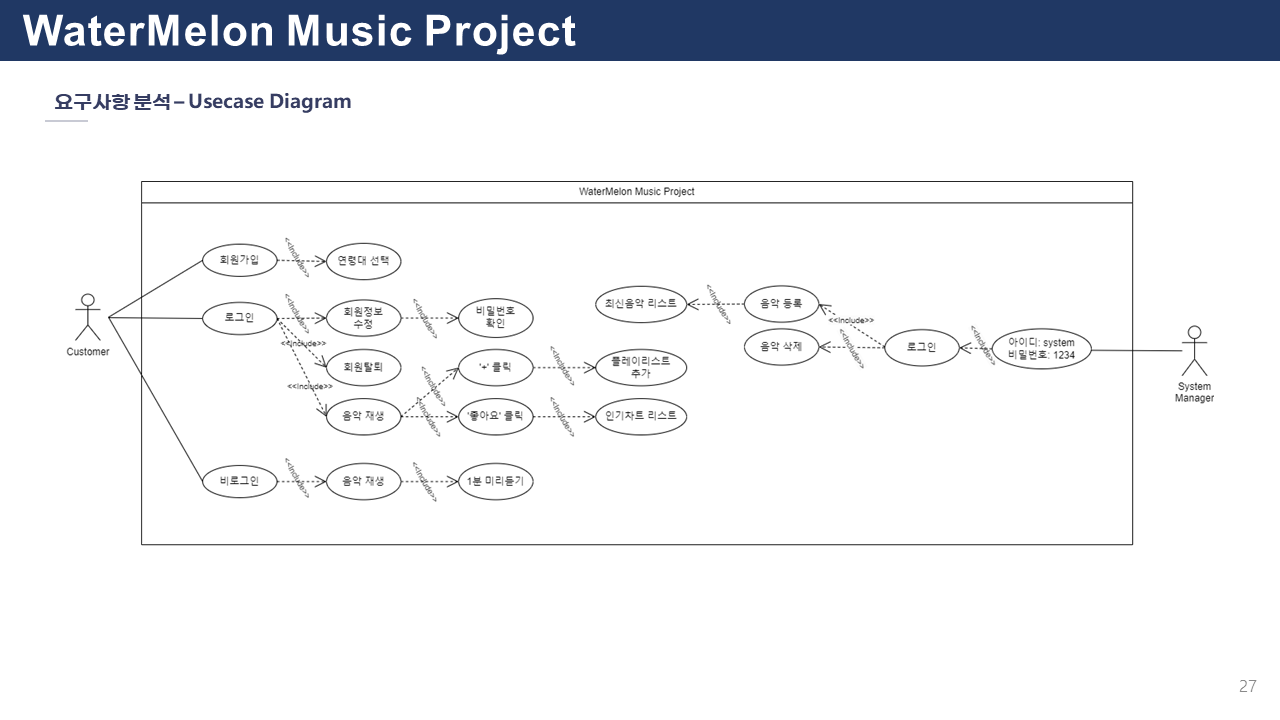 WaterMelon Music Project
요구사항 분석 – Usecase Diagram
WaterMelon Music Project
회원가입
<<Include>>
연령대 선택
Customer
로그인
<<Include>>
회원정보
수정
<<Include>>
비밀번호
확인
<<Include>>
회원탈퇴
<<Include>>
음악 재생
<<Include>>
'+' 클릭
<<Include>>
플레이리스트
추가
<<Include>>
'좋아요' 클릭
<<Include>>
인기차트 리스트
비로그인
<<Include>>
음악 재생
<<Include>>
1분 미리듣기
최신음악 리스트
<<Include>>
음악 등록
<<Include>>
음악 삭제
<<Include>>
로그인
<<Include>>
아이디: system
비밀번호: 1234
System
Manager
27